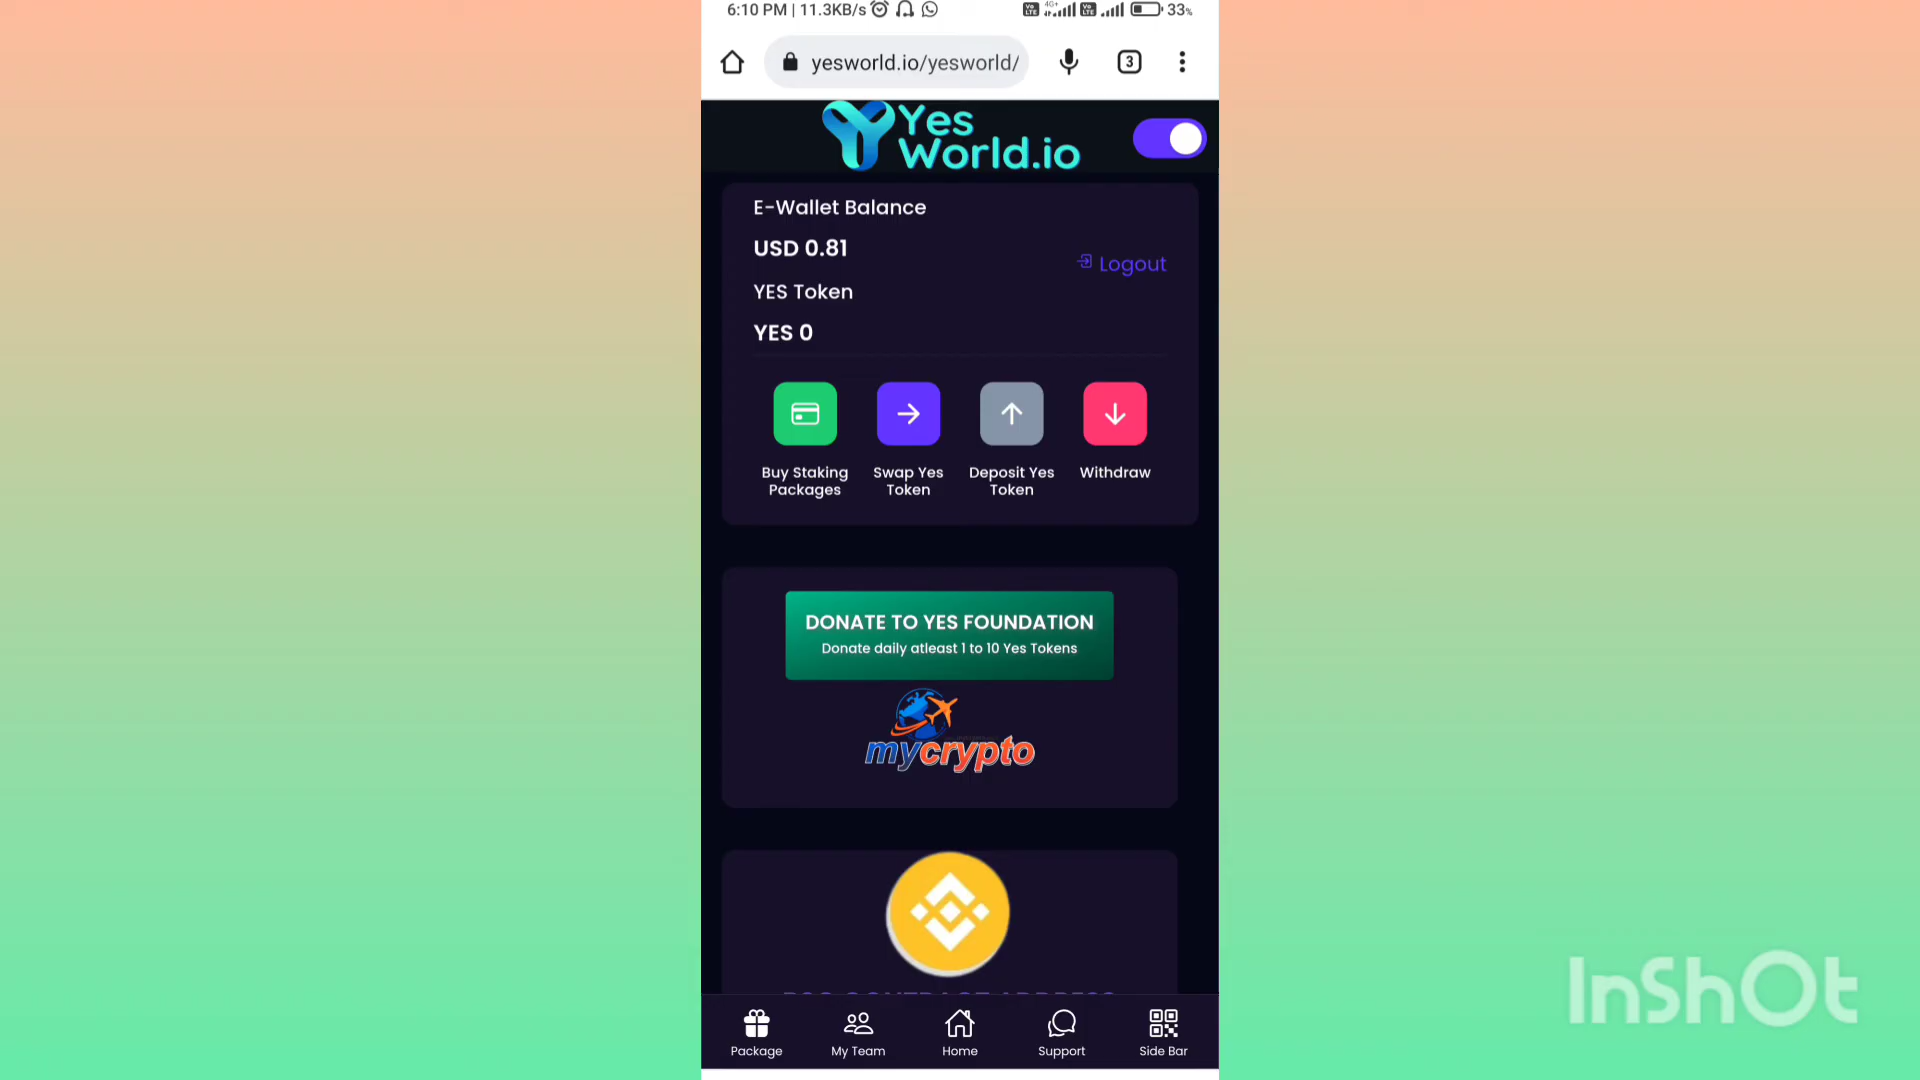 6:10 PM | 11.3KB/s
4G+
33%
yesworld.io/yesworld/
3
Yes
World.io
E-Wallet Balance
USD 0.81
Logout
YES Token
YES 0
Buy Staking
Packages
Swap Yes
Token
Deposit Yes
Token
Withdraw
DONATE TO YES FOUNDATION
Donate daily atleast 1 to 10 Yes Tokens
mycrypto
Package
My Team
Home
Support
Side Bar
InShOt